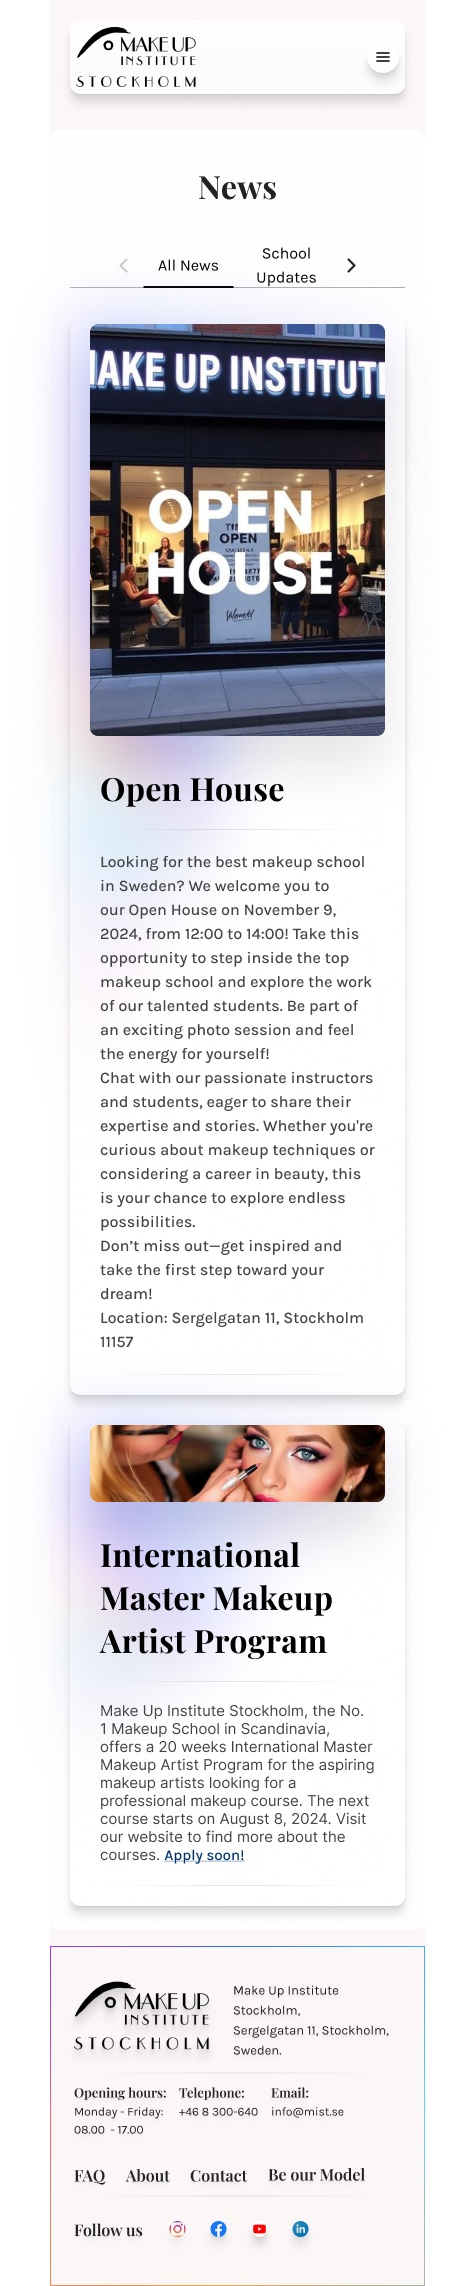 MAKE UP
INSTITUTE
STOCKHOLM
News
All News
School
Updates
MAKE UP INSTITUTE
OPEN
HOUSE
OPEN
Open House
Looking for the best makeup school
in Sweden? We welcome you to
our Open House on November 9,
2024, from 12:00 to 14:00! Take this
opportunity to step inside the top
makeup school and explore the work
of our talented students. Be part of
an exciting photo session and feel
the energy for yourself!
Chat with our passionate instructors
and students, eager to share their
expertise and stories. Whether you're
curious about makeup techniques or
considering a career in beauty, this
is your chance to explore endless
possibilities.
Don’t miss out—get inspired and
take the first step toward your
dream!
Location: Sergelgatan 11, Stockholm
11157
International
Master Makeup
Artist Program
Make Up Institute Stockholm, the No.
1 Makeup School in Scandinavia,
offers a 20 weeks International Master
Makeup Artist Program for the aspiring
makeup artists looking for a
professional makeup course. The next
course starts on August 8, 2024. Visit
our website to find more about the
courses. Apply soon!
MAKE UP
INSTITUTE
STOCKHOLM
Make Up Institute
Stockholm,
Sergelgatan 11, Stockholm,
Sweden.
Opening hours:
Monday - Friday:
08.00 - 17.00
Telephone:
+46 8 300-640
Email:
info@mist.se
FAQ About Contact Be our Model
Follow us